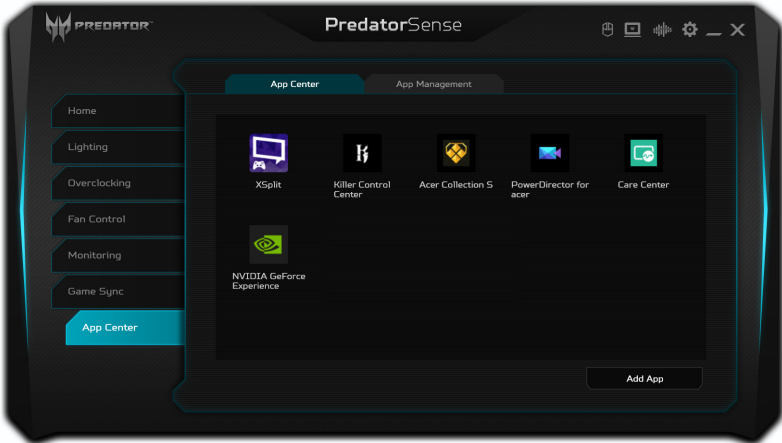 PREDATOR
PredatorSense
App Center
App Management
Home
Lighting
Overclocking
Fan Control
Monitoring
Game Sync
App Center
XSplit
Killer Control
Center
Acer Collection S
PowerDirector for
acer
Care Center
NVIDIA GeForce
Experience
Add App